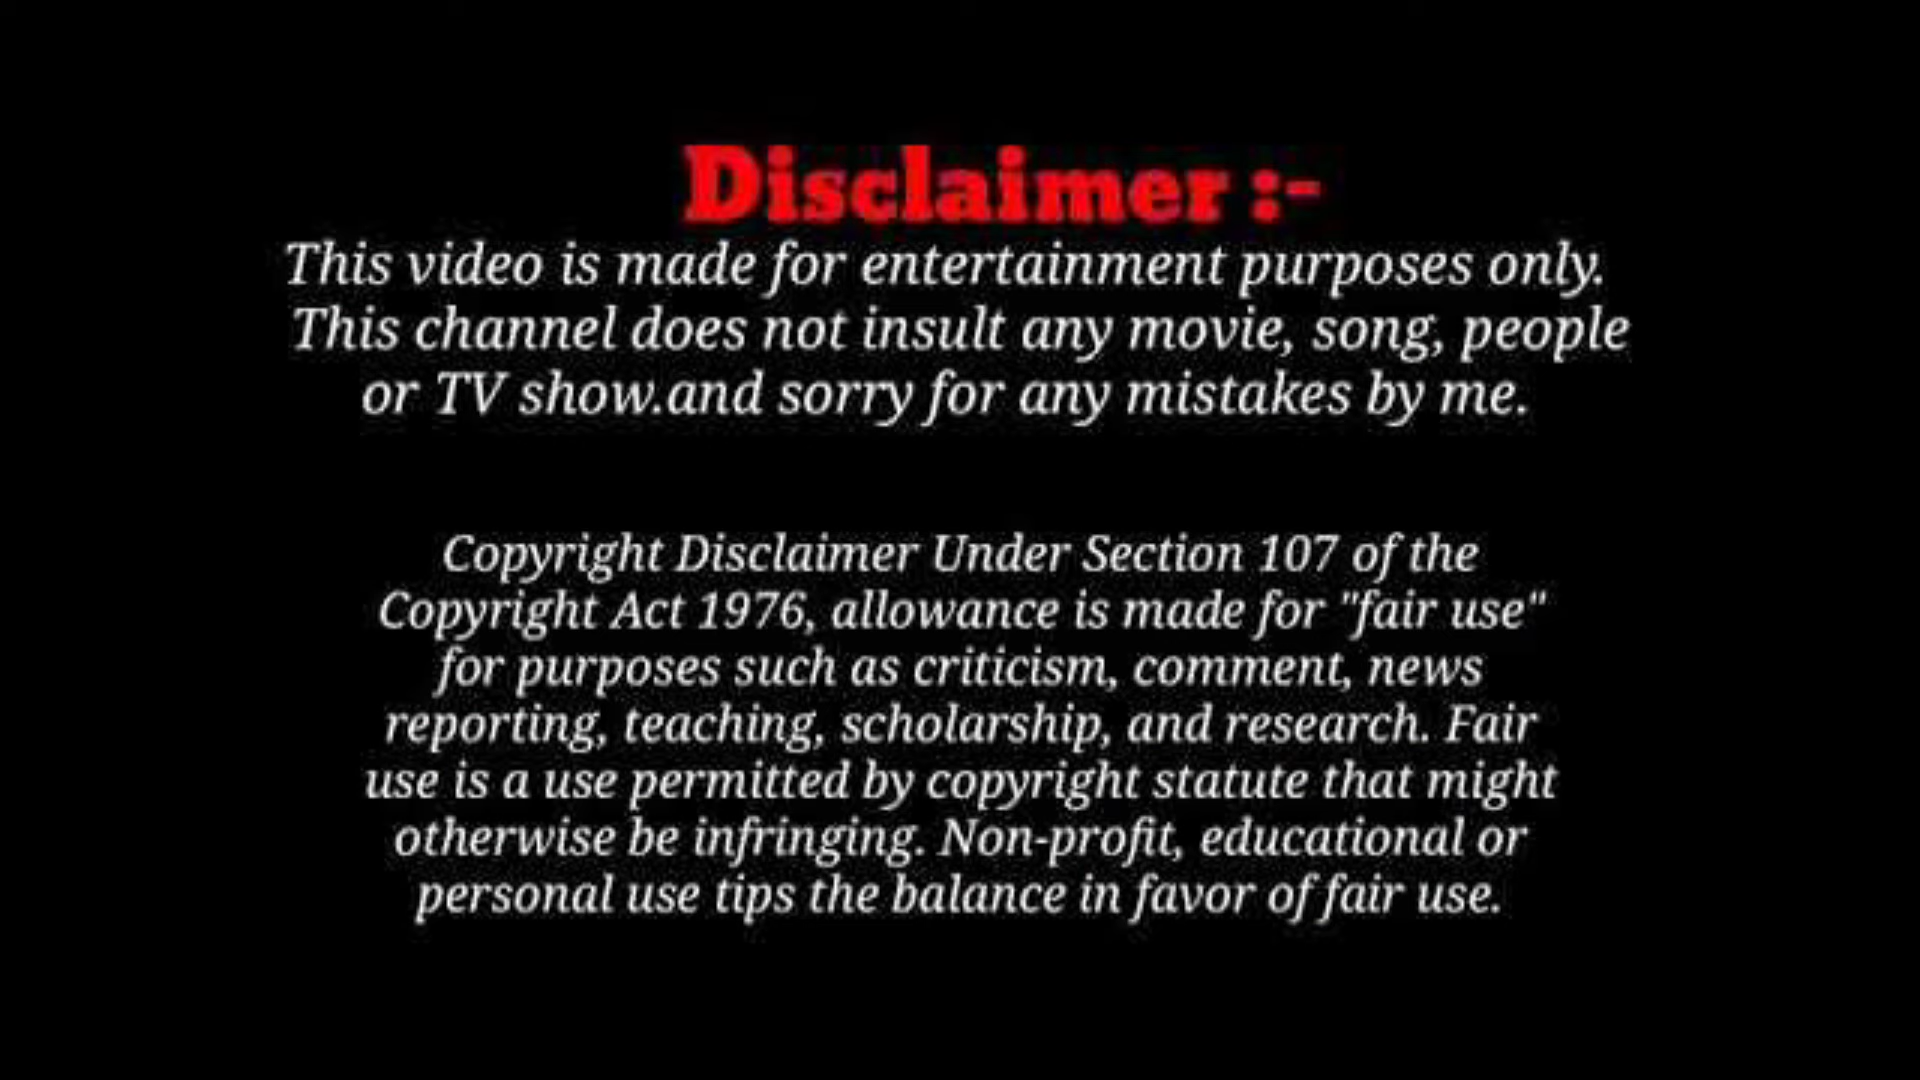 Disclaimer :-
This video is made for entertainment purposes only.
This channel does not insult any movie, song, people
or TV show.and sorry for any mistakes by me.
Copyright Disclaimer Under Section 107 of the
Copyright Act 1976, allowance is made for "fair use"
for purposes such as criticism, comment, news
reporting, teaching, scholarship, and research. Fair
use is a use permitted by copyright statute that might
otherwise be infringing. Non-profit, educational or
personal use tips the balance in favor of fair use.